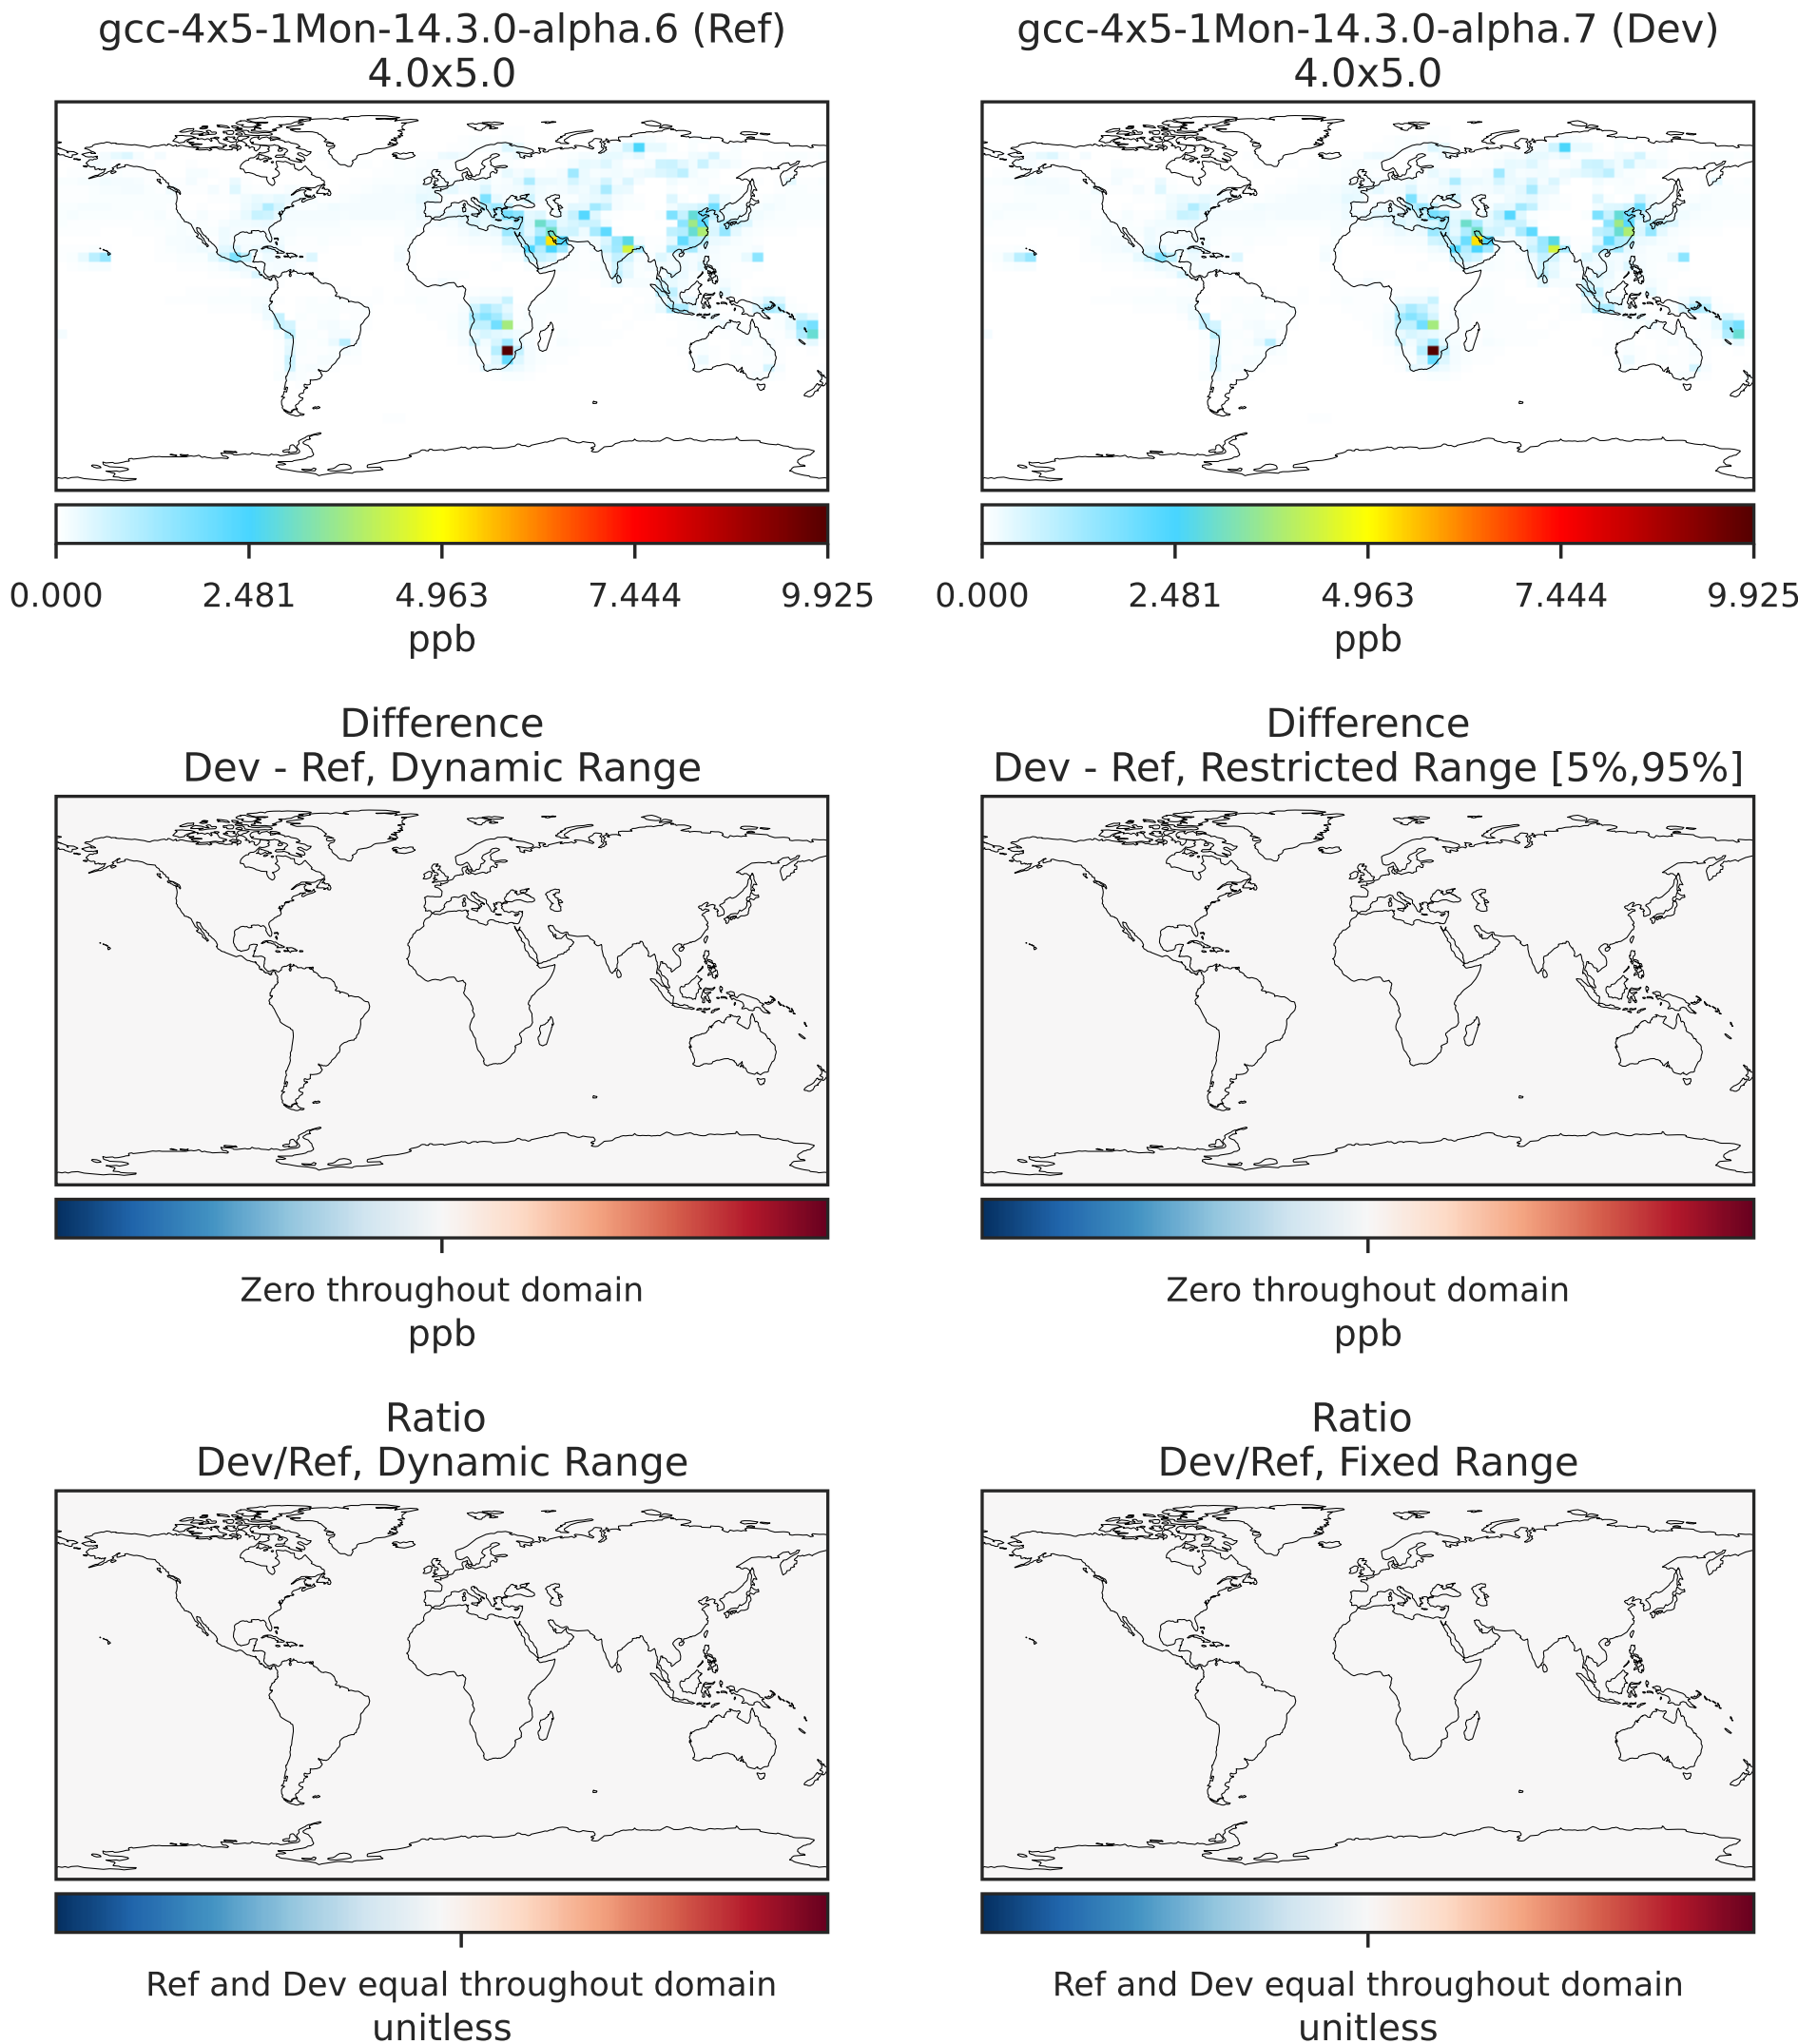 gcc-4x5-1Mon-14.3.0-alpha.6 (Ref)
4.0x5.0
gcc-4x5-1Mon-14.3.0-alpha.7 (Dev)
4.0x5.0
0.000 2.481 4.963 7.444 9.925
ppb
0.000 2.481 4.963 7.444 9.925
ppb
Difference
Dev - Ref, Dynamic Range
Difference
Dev - Ref, Restricted Range [5%,95%]
Zero throughout domain
ppb
Zero throughout domain
ppb
Ratio
Dev/Ref, Dynamic Range
Ratio
Dev/Ref, Fixed Range
Ref and Dev equal throughout domain
unitless
Ref and Dev equal throughout domain
unitless